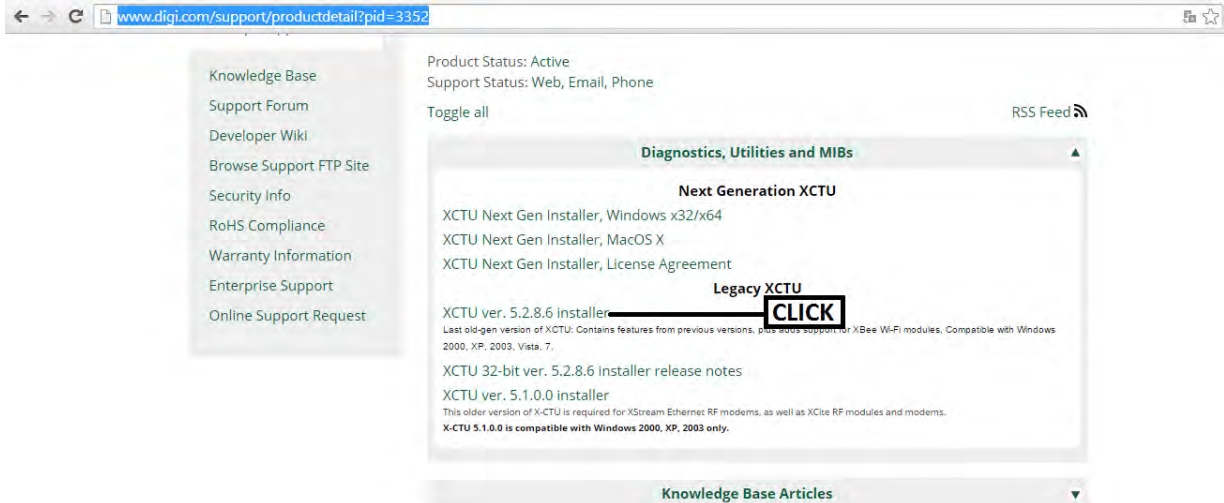 www.digi.com/support/productdetail?pid=3352
Knowledge Base
Support Forum
Developer Wiki
Browse Support FTP Site
Security Info
RoHS Compliance
Warranty Information
Enterprise Support
Online Support Request
Product Status: Active
Support Status: Web, Email, Phone
Toggle all
RSS Feed
Diagnostics, Utilities and MIBs
Next Generation XCTU
XCTU Next Gen Installer, Windows x32/x64
XCTU Next Gen Installer, MacOS X
XCTU Next Gen Installer, License Agreement
Legacy XCTU
XCTU ver. 5.2.8.6 installer
CLICK
Last old-gen version of XCTU: Contains features from previous versions, plus adds support for XBee Wi-Fi modules, Compatible with Windows
2000, XP, 2003, Vista, 7.
XCTU 32-bit ver. 5.2.8.6 installer release notes
XCTU ver. 5.1.0.0 installer
This older version of X-CTU is required for XStream Ethernet RF modems, as well as XCite RF modules and modems.
X-CTU 5.1.0.0 is compatible with Windows 2000, XP, 2003 only.
Knowledge Base Articles